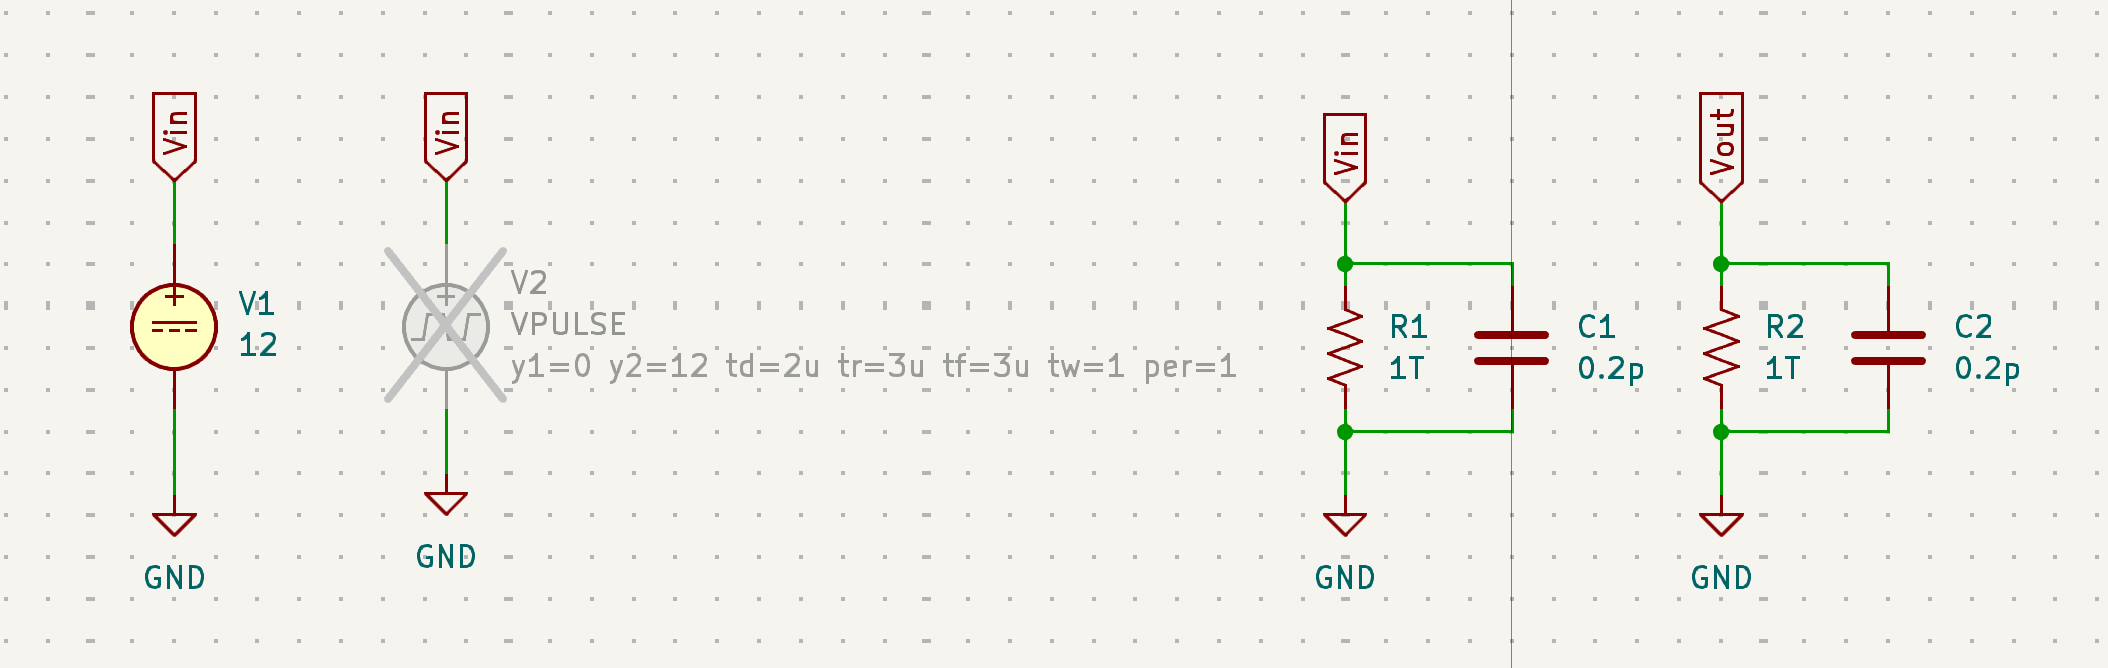 Vin
Vin
Vin
Vout
V1
12
V2
VPULSE
y1=0 y2=12 td=2u tr=3u tf=3u tw=1 per=1
R1
1T
C1
0.2p
R2
1T
C2
0.2p
GND
GND
GND
GND